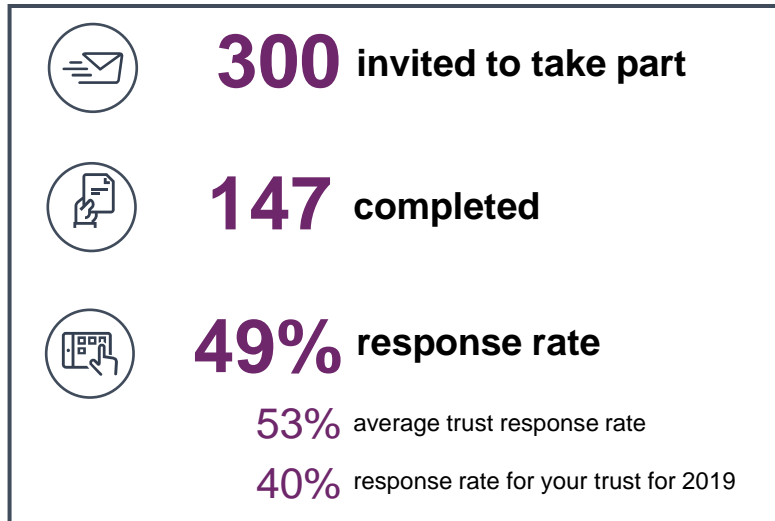 300 invited to take part
147 completed
49% response rate
53% average trust response rate
40% response rate for your trust for 2019